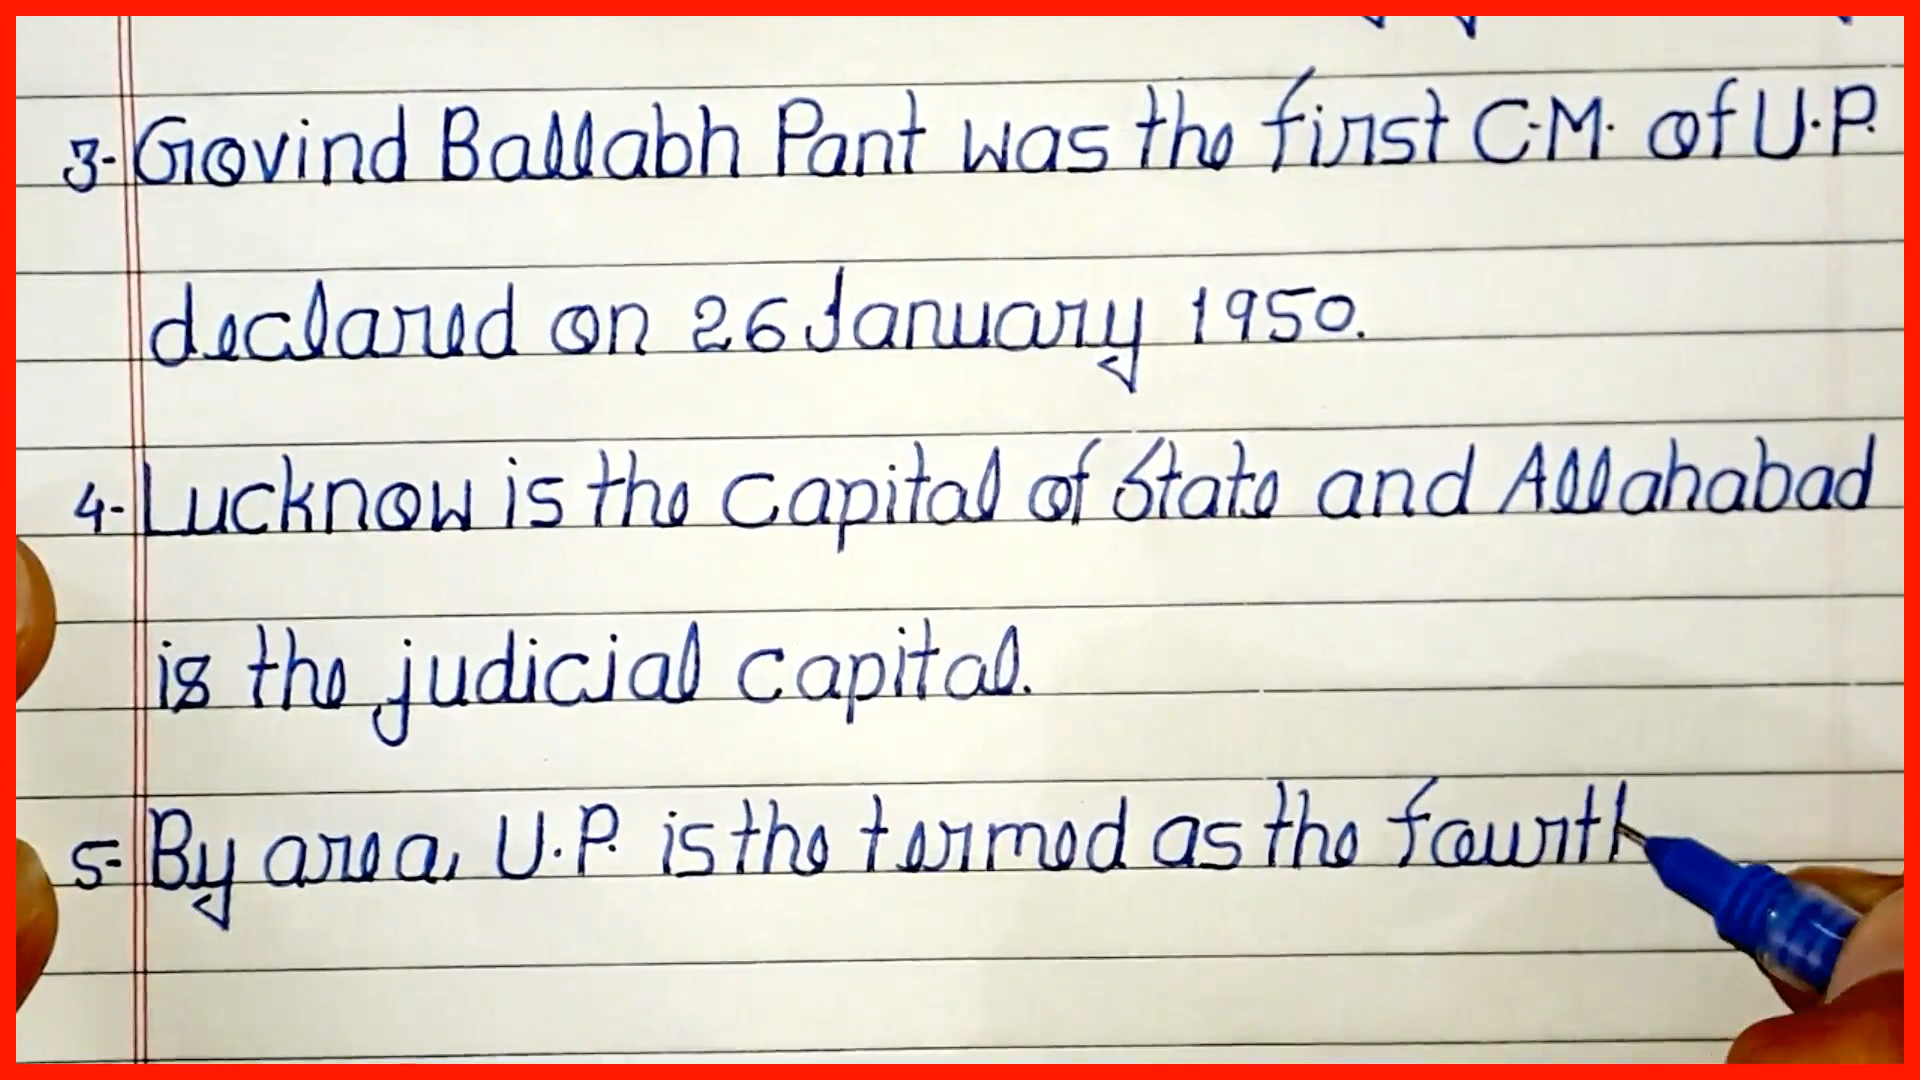 3- Govind Ballabh Pant was the first C.M. of U.P.
declared on 26 January 1950.
4- Lucknow is the capital of State and Allahabad
is the judicial capital.
5- By area, U.P. is the termed as the fourth